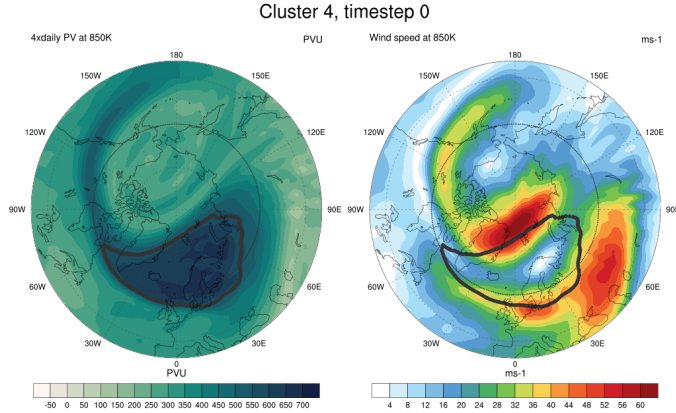 Cluster 4, timestep 0
4xdaily PV at 850K PVU
Wind speed at 850K ms-1
180 180
150W 150E 150W 150E
120W 120E 120W 120E
90W 90E 90W 90E
60W 60E 60W 60E
30W 30E 30W 30E
0 0
PVU ms-1
-50 0 50 100 150 200 250 300 350 400 450 500 550 600 650 700
4 8 12 16 20 24 28 32 36 40 44 48 52 56 60